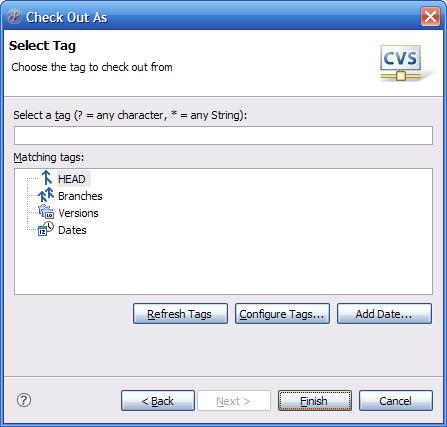 Check Out As
Select Tag
Choose the tag to check out from
CVS
Select a tag (? = any character, * = any String):
Matching tags:
HEAD
Branches
Versions
Dates
Refresh Tags Configure Tags... Add Date...
? < Back Next > Finish Cancel